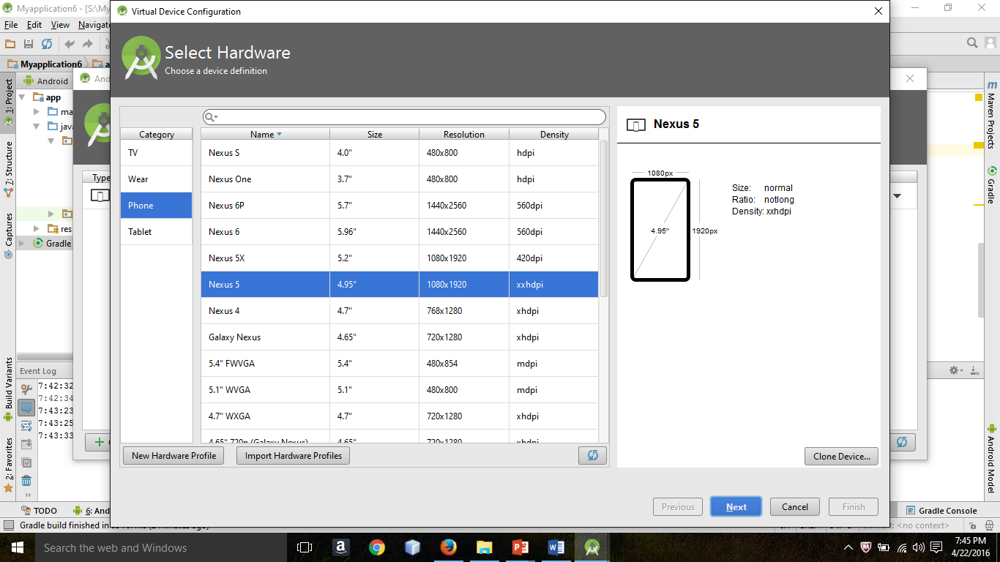 Myapplication6 - [S:\My
Virtual Device Configuration
File Edit View Navigate
Select Hardware
Choose a device definition
Myapplication6
Android
1: Project
app
7: Structure
Captures
Build Variants
2: Favorites
Type
res
Gradle
Category
TV
Wear
Phone
Tablet
Name Size Resolution Density
Nexus S 4.0" 480x800 hdpi
Nexus One 3.7" 480x800 hdpi
Nexus 6P 5.7" 1440x2560 560dpi
Nexus 6 5.96" 1440x2560 560dpi
Nexus 5X 5.2" 1080x1920 420dpi
Nexus 5 4.95" 1080x1920 xxhdpi
Nexus 4 4.7" 768x1280 xhdpi
Galaxy Nexus 4.65" 720x1280 xhdpi
5.4" FWVGA 5.4" 480x854 mdpi
5.1" WVGA 5.1" 480x800 mdpi
4.7" WXGA 4.7" 720x1280 xhdpi
4.65" 720p (Galaxy Nexus) 4.65" 720x1280 xhdpi
New Hardware Profile
Import Hardware Profiles
Nexus 5
1080px
4.95"
1920px
Size: normal
Ratio: notlong
Density: xxhdpi
Clone Device...
Previous Next Cancel Finish
m
Maven Projects
Gradle
Android Model
Event Log
7:42:32
7:42:34
7:43:23
7:43:25
7:43:33
TODO
6: And
Gradle Console
Gradle build finished in
context: <no context>
Search the web and Windows
7:45 PM
4/22/2016